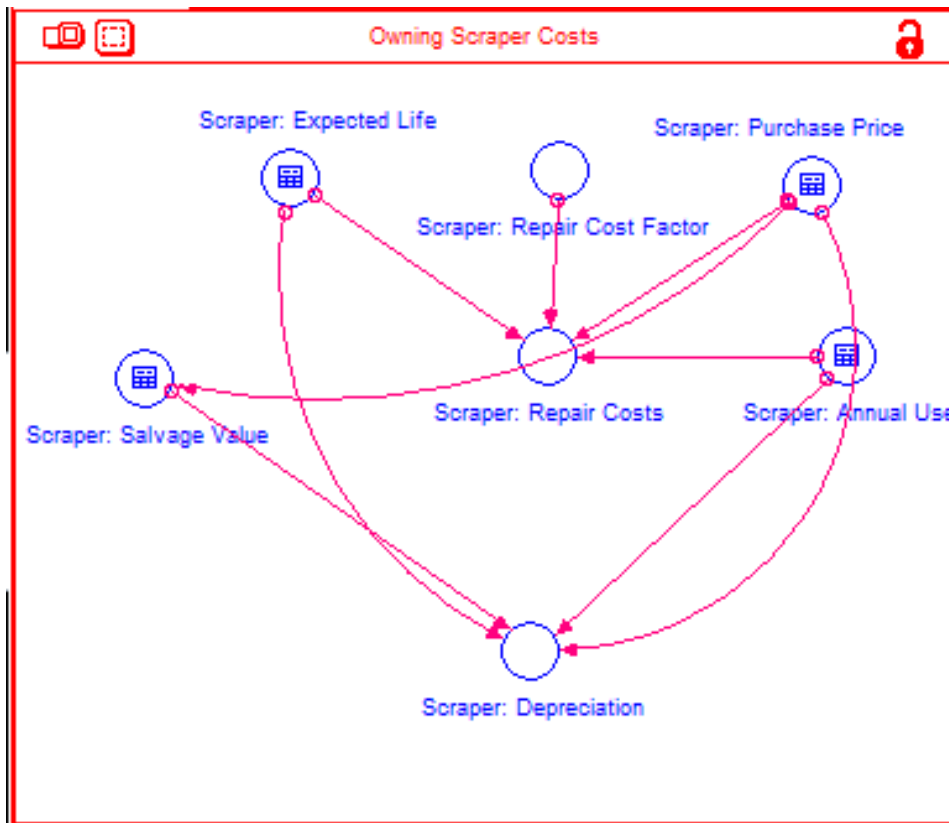 Owning Scraper Costs
Scraper: Expected Life
Scraper: Purchase Price
Scraper: Repair Cost Factor
Scraper: Repair Costs
Scraper: Annual Use
Scraper: Salvage Value
Scraper: Depreciation